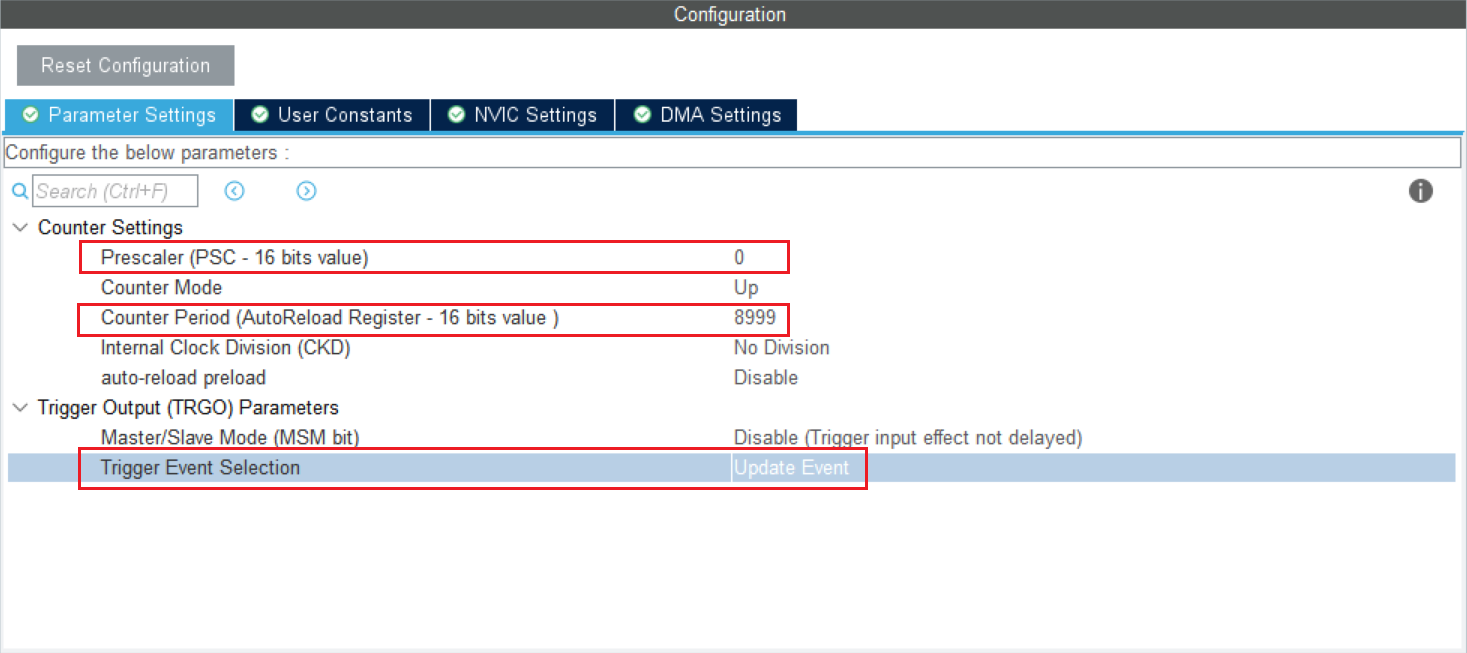 Configuration
Reset Configuration
Parameter Settings User Constants NVIC Settings DMA Settings
Configure the below parameters :
Search (Ctrl+F)
Counter Settings
Prescaler (PSC - 16 bits value) 0
Counter Mode Up
Counter Period (AutoReload Register - 16 bits value ) 8999
Internal Clock Division (CKD) No Division
auto-reload preload Disable
Trigger Output (TRGO) Parameters
Master/Slave Mode (MSM bit) Disable (Trigger input effect not delayed)
Trigger Event Selection Update Event